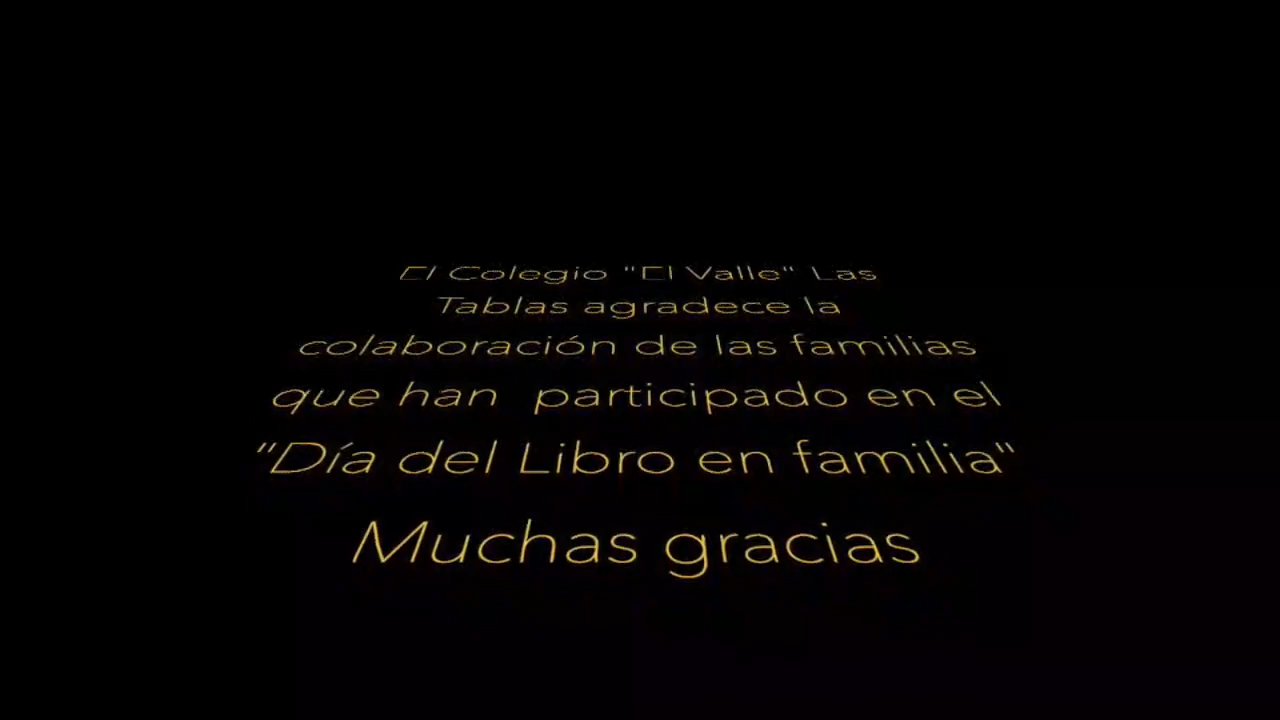 El Colegio "El Valle" Las
Tablas agradece la
colaboración de las familias
que han  participado en el
"Día del Libro en familia"
Muchas gracias